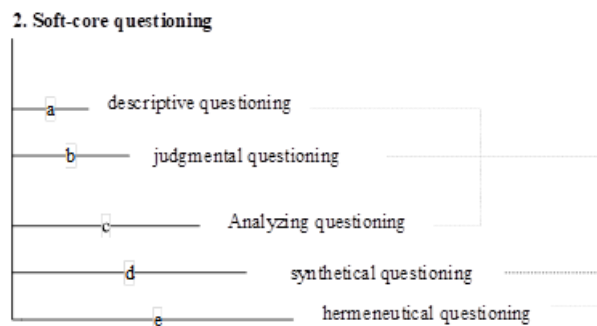 2. Soft-core questioning
a descriptive questioning
b judgmental questioning
c Analyzing questioning
d synthetical questioning
e hermeneutical questioning